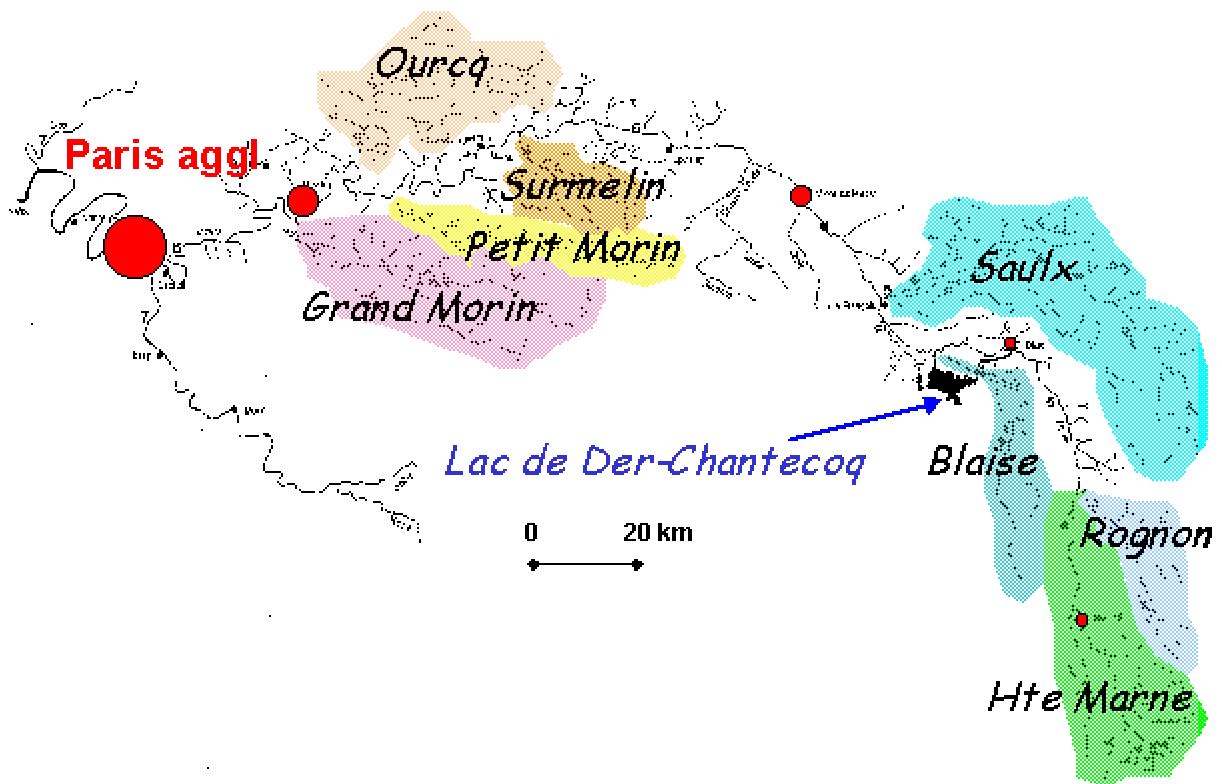 Ourcq
Paris aggl.
Surmelin
Petit Morin
Saulx
Grand Morin
Lac de Der-Chantecoq
Blaise
0 20 km
Rognon
Hte Marne